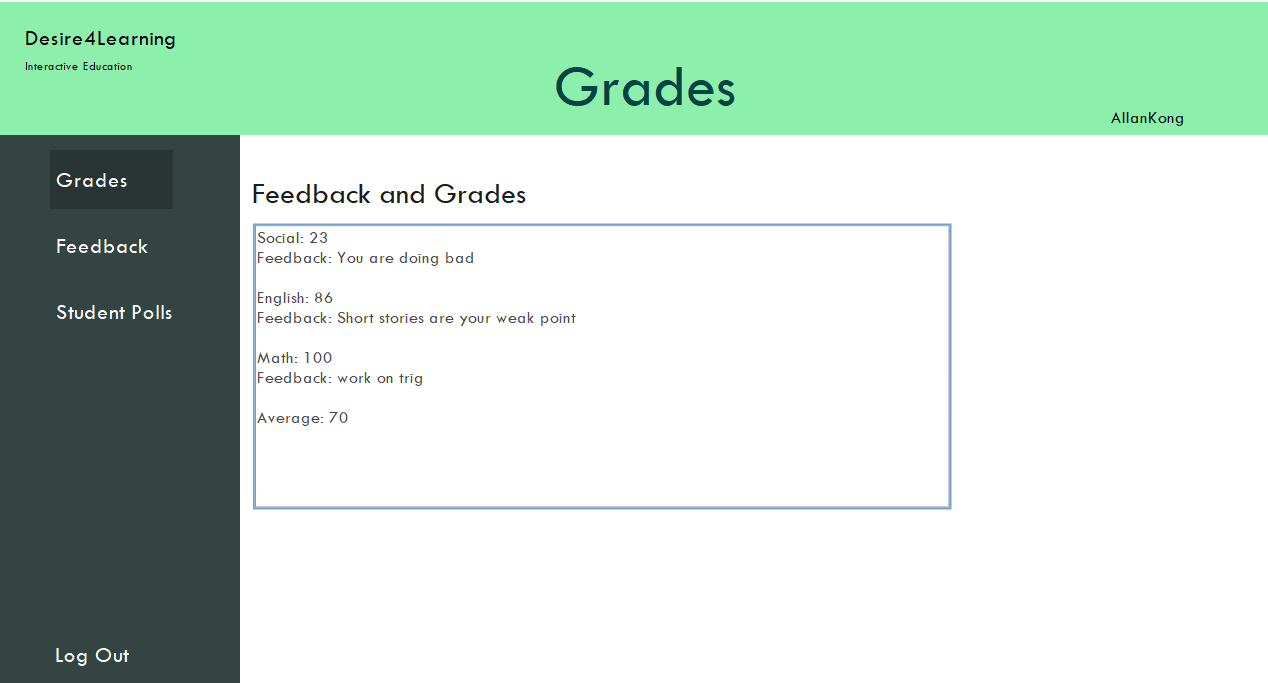 Desire4Learning
Interactive Education
Grades
AllanKong
Grades
Feedback
Student Polls
Log Out
Feedback and Grades
Social: 23
Feedback: You are doing bad
English: 86
Feedback: Short stories are your weak point
Math: 100
Feedback: work on trig
Average: 70